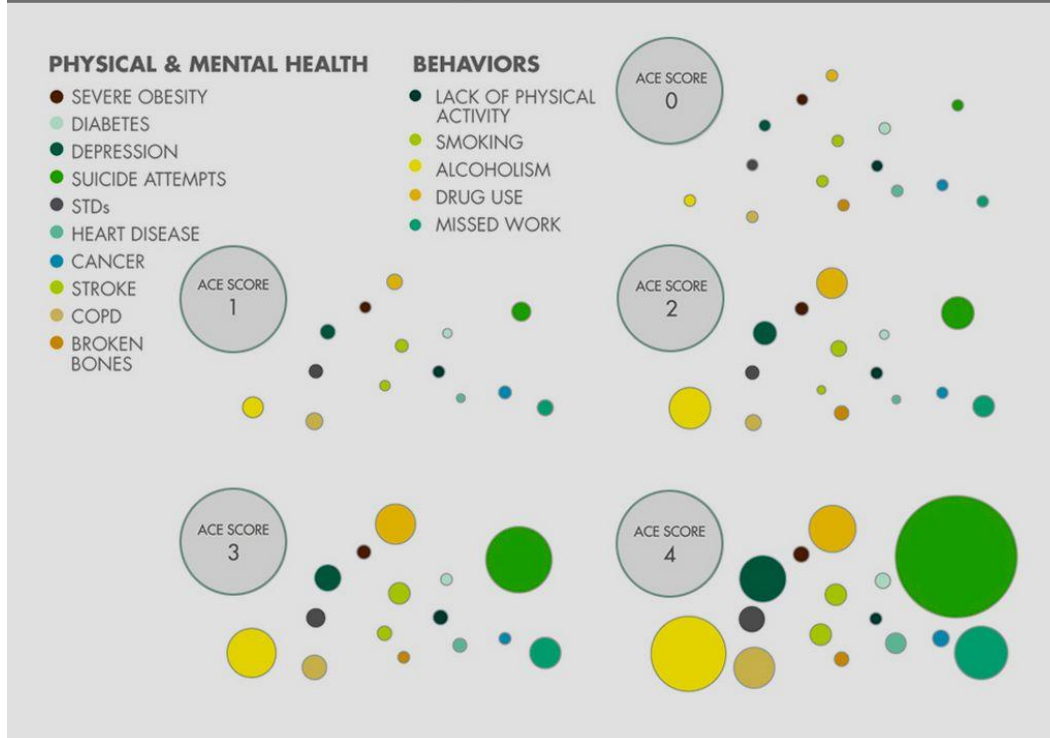 PHYSICAL & MENTAL HEALTH
SEVERE OBESITY
DIABETES
DEPRESSION
SUICIDE ATTEMPTS
STDs
HEART DISEASE
CANCER
STROKE
COPD
BROKEN
BONES
BEHAVIORS
LACK OF PHYSICAL
ACTIVITY
SMOKING
ALCOHOLISM
DRUG USE
MISSED WORK
ACE SCORE
0
ACE SCORE
1
ACE SCORE
2
ACE SCORE
3
ACE SCORE
4